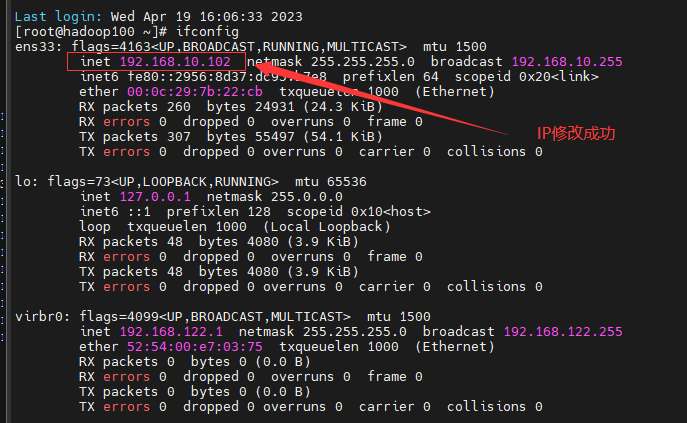 Last login: Wed Apr 19 16:06:33 2023
[root@hadoop100 ~]# ifconfig
ens33: flags=4163<UP,BROADCAST,RUNNING,MULTICAST>  mtu 1500
inet 192.168.10.102  netmask 255.255.255.0  broadcast 192.168.10.255
inet6 prefixlen 64  scopeid 0x20<link>
ether 00:0c:29:7b:22:cb  txqueuelen 1000  (Ethernet)
RX packets 260  bytes 24931 (24.3 KiB)
RX errors 0  dropped 0  overruns 0  frame 0
IP修改成功
TX packets 307  bytes 55497 (54.1 KiB)
TX errors 0  dropped 0 overruns 0  carrier 0  collisions 0
lo: flags=73<UP,LOOPBACK,RUNNING>  mtu 65536
inet 127.0.0.1  netmask 255.0.0.0
inet6 ::1  prefixlen 128  scopeid 0x10<host>
loop  txqueuelen 1000  (Local Loopback)
RX packets 48  bytes 4080 (3.9 KiB)
RX errors 0  dropped 0  overruns 0  frame 0
TX packets 48  bytes 4080 (3.9 KiB)
TX errors 0  dropped 0 overruns 0  carrier 0  collisions 0
virbr0: flags=4099<UP,BROADCAST,MULTICAST>  mtu 1500
inet 192.168.122.1  netmask 255.255.255.0  broadcast 192.168.122.255
ether 52:54:00:e7:03:75  txqueuelen 1000  (Ethernet)
RX packets 0  bytes 0 (0.0 B)
RX errors 0  dropped 0  overruns 0  frame 0
TX packets 0  bytes 0 (0.0 B)
TX errors 0  dropped 0 overruns 0  carrier 0  collisions 0